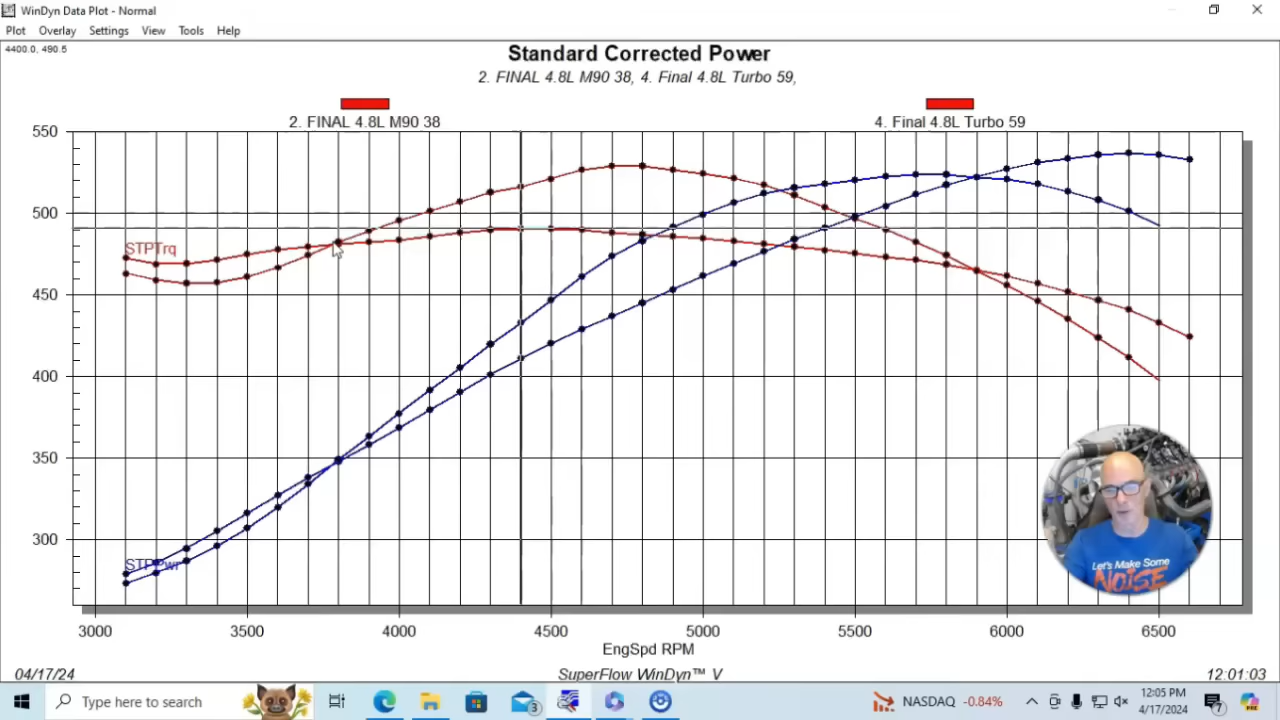 WinDyn Data Plot - Normal
Plot Overlay Settings View Tools Help
4400.0, 490.5
Standard Corrected Power
2. FINAL 4.8L M90 38, 4. Final 4.8L Turbo 59,
2. FINAL 4.8L M90 38
4. Final 4.8L Turbo 59
550
500
STPTrq
450
400
350
300
STPPwr
Let's Make Some
NOISE
3000 3500 4000 4500 5000 5500 6000 6500
EngSpd RPM
04/17/24
SuperFlow WinDyn™ V
12:01:03
Type here to search
3
NASDAQ -0.84%
12:05 PM
4/17/2024
7
PRE